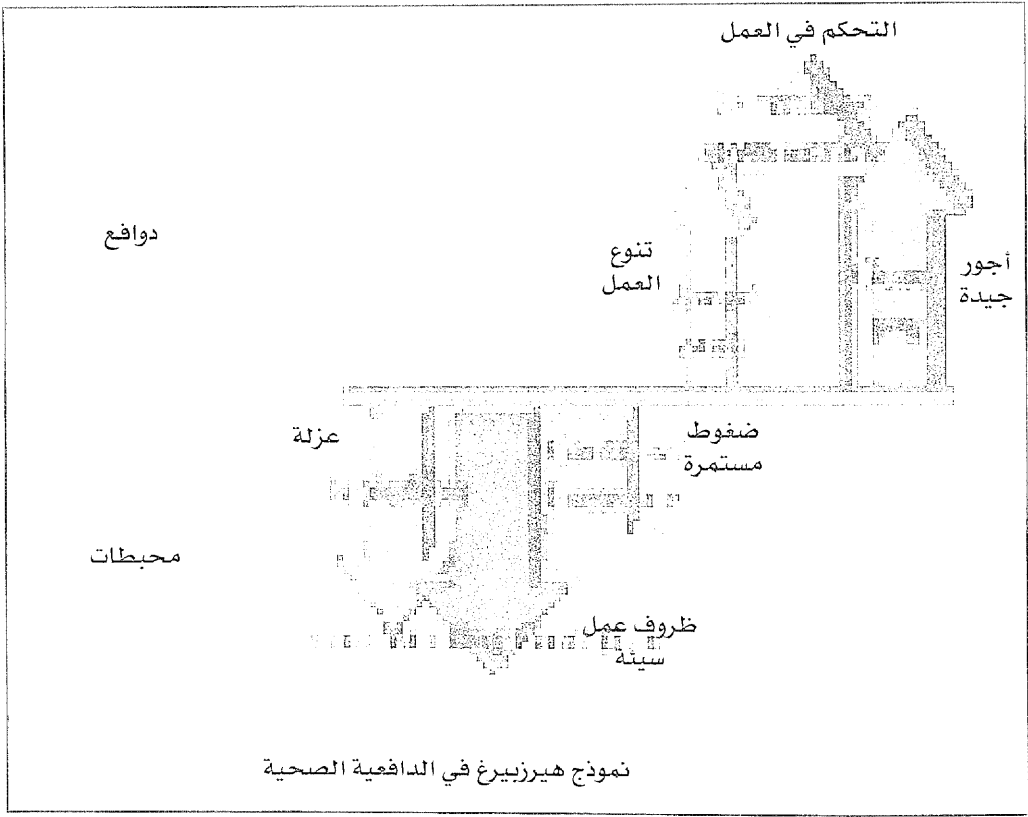 التحكم في العمل
دوافع
تنوع
العمل
أجور
جيدة
عزلة
ضغوط
مستمرة
محبطات
ظروف عمل
سيئة
نموذج هيرزبيرغ في الدافعية الصحية